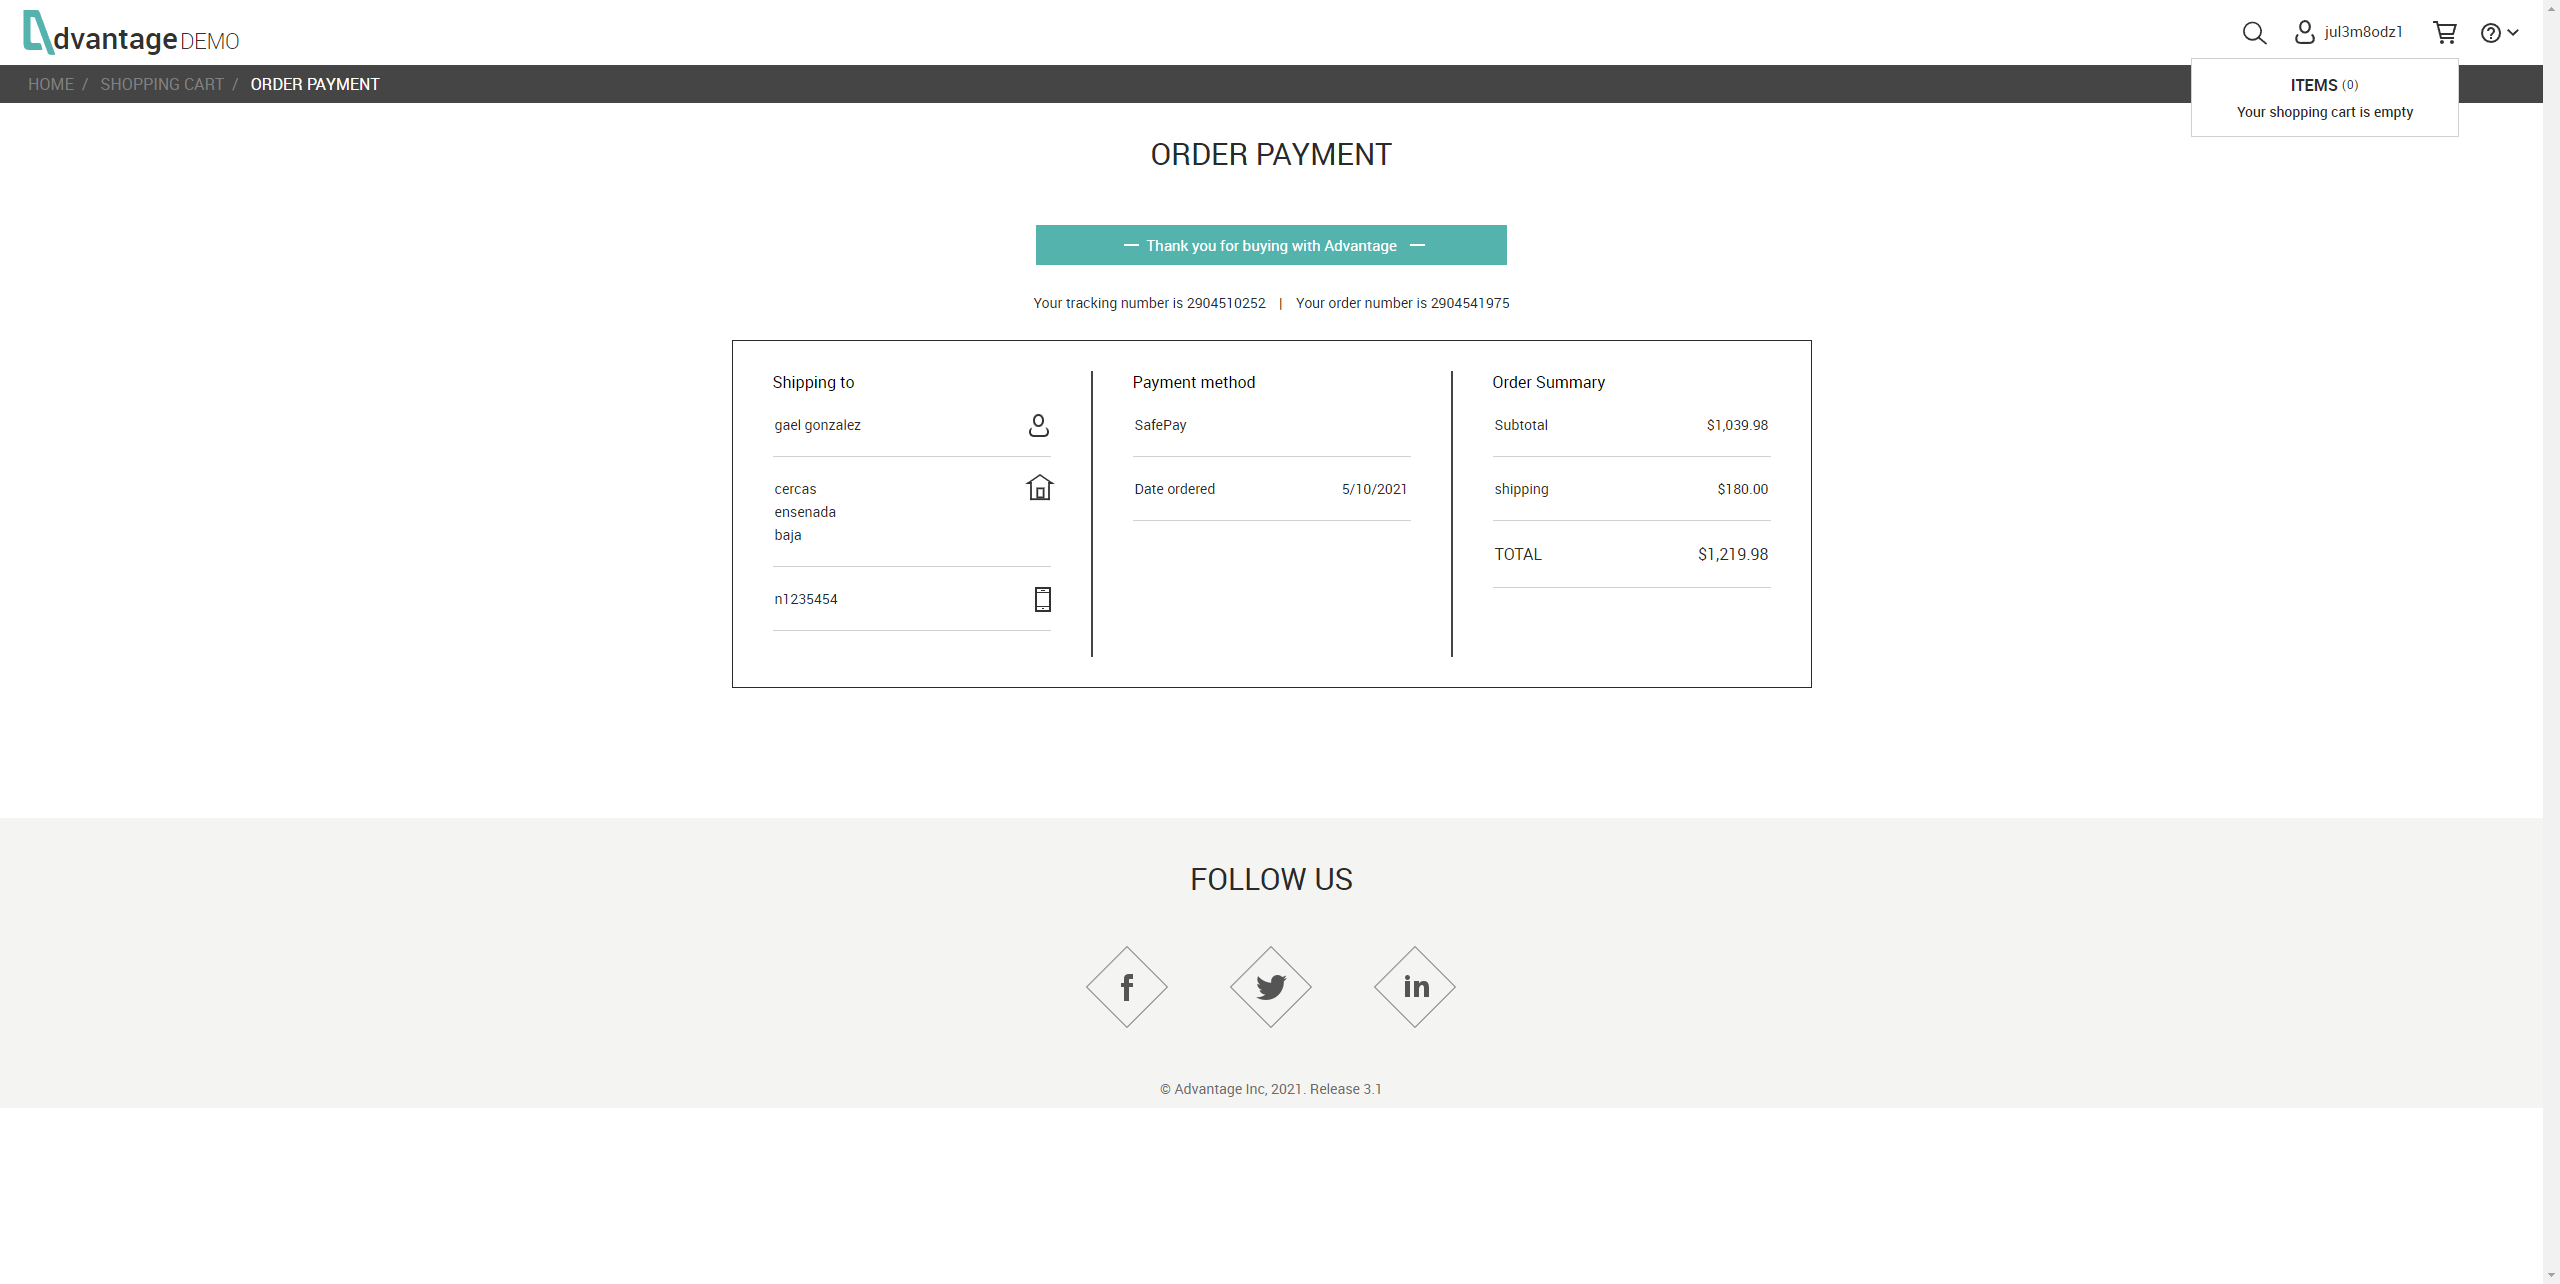 dvantage DEMO
jul3m8odz1
HOME / SHOPPING CART / ORDER PAYMENT
ITEMS (0)
Your shopping cart is empty
ORDER PAYMENT
Thank you for buying with Advantage
Your tracking number is 2904510252 | Your order number is 2904541975
Shipping to
gael gonzalez
cercas
ensenada
baja
n1235454
Payment method
SafePay
Date ordered 5/10/2021
Order Summary
Subtotal $1,039.98
shipping $180.00
TOTAL $1,219.98
FOLLOW US
f
in
© Advantage Inc, 2021. Release 3.1